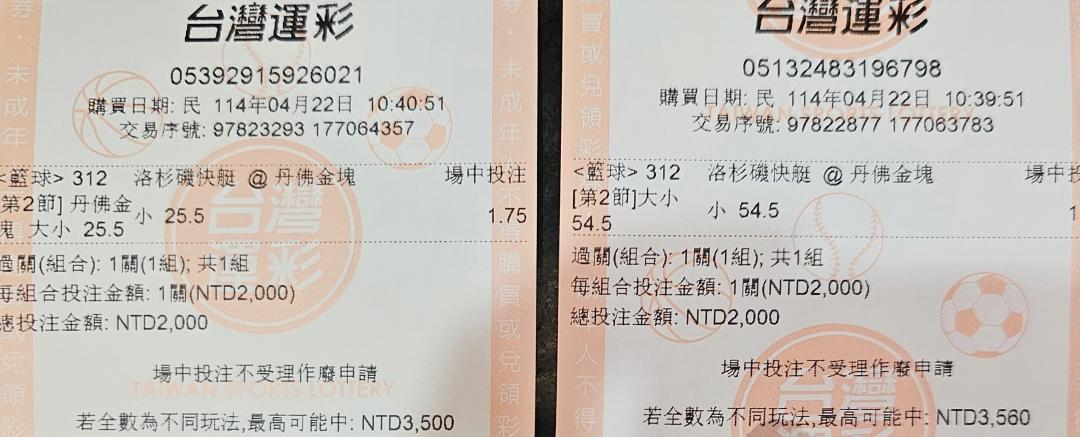 台灣運彩
05392915926021
購買日期: 民 114年04月22日 10:40:51
交易序號: 97823293 177064357
<籃球> 312 洛杉磯快艇 @ 丹佛金塊 場中投注
[第2節] 丹佛金塊 大小 25.5 小 25.5 1.75
過關(組合): 1關(1組); 共1組
每組合投注金額: 1關(NTD2,000)
總投注金額: NTD2,000
場中投注不受理作廢申請
TAIWAN SPORTS LOTTERY
若全數為不同玩法,最高可能中: NTD3,500
台灣運彩
05132483196798
購買日期: 民 114年04月22日 10:39:51
TAIWAN SPORTS LOTTERY
交易序號: 97822877 177063783
<籃球> 312 洛杉磯快艇 @ 丹佛金塊 場中投
[第2節]大小 54.5 小 54.5 1
過關(組合): 1關(1組); 共1組
每組合投注金額: 1關(NTD2,000)
總投注金額: NTD2,000
場中投注不受理作廢申請
若全數為不同玩法,最高可能中: NTD3,560